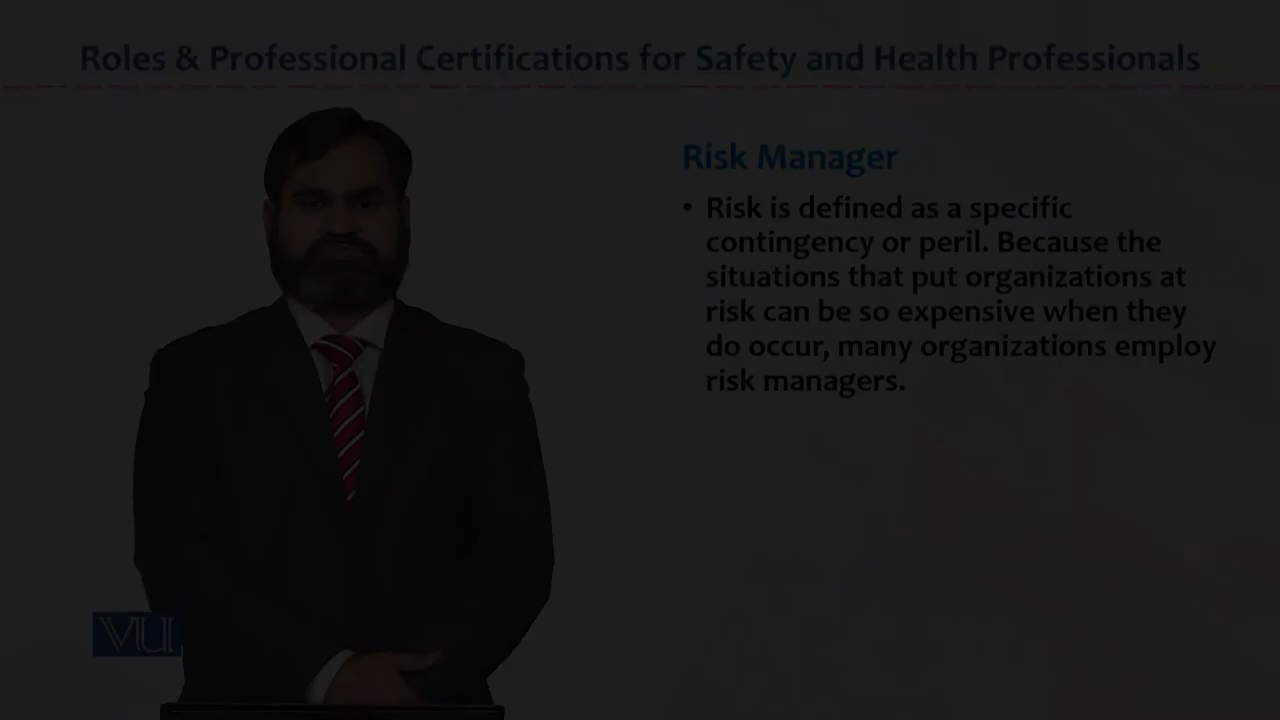 Roles & Professional Certifications for Safety and Health Professionals
Risk Manager
• Risk is defined as a specific
contingency or peril. Because the
situations that put organizations at
risk can be so expensive when they
do occur, many organizations employ
risk managers.
VU